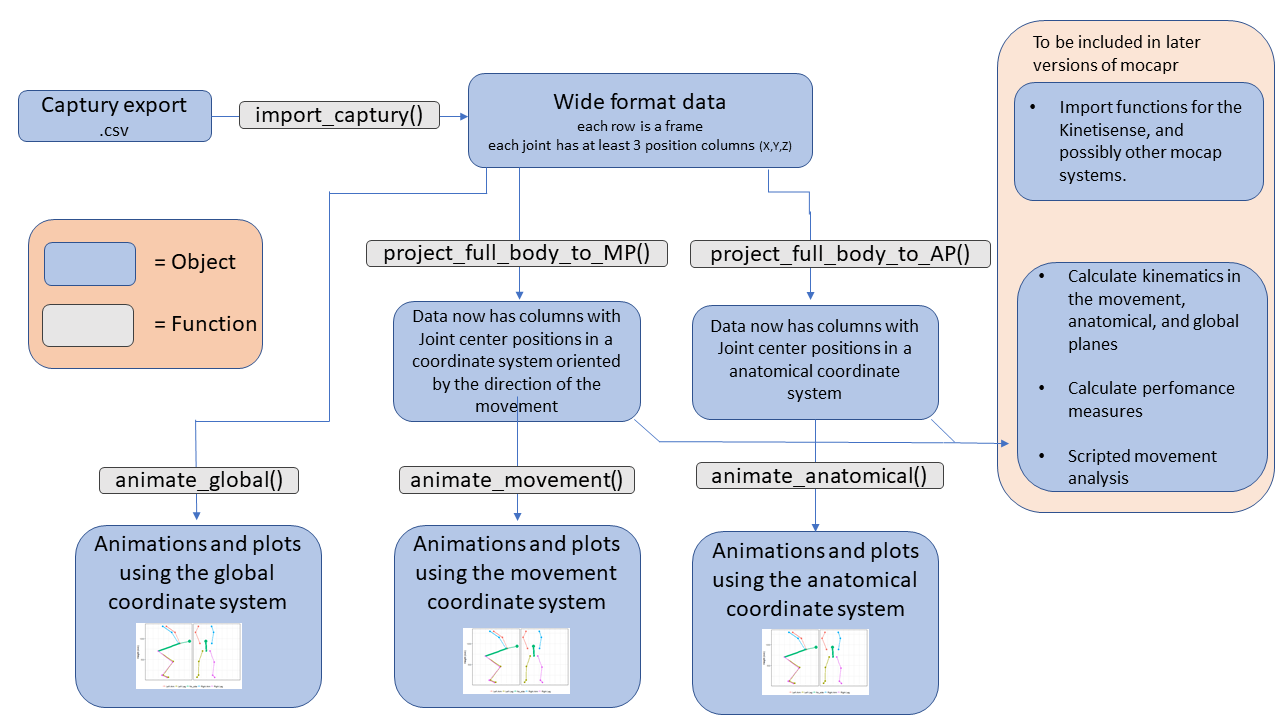 To be included in later
versions of mocapr
Captury export
.csv
import_captury()
Wide format data
each row is a frame
each joint has at least 3 position columns (X,Y,Z)
• Import functions for the
Kinetisense, and
possibly other mocap
systems.
= Object
= Function
project_full_body_to_MP()
project_full_body_to_AP()
• Calculate kinematics in
the movement,
anatomical, and global
planes
• Calculate perfomance
measures
• Scripted movement
analysis
Data now has columns with
Joint center positions in a
coordinate system oriented
by the direction of the
movement
Data now has columns with
Joint center positions in a
anatomical coordinate
system
animate_global()
animate_movement()
animate_anatomical()
Animations and plots
using the global
coordinate system
Animations and plots
using the movement
coordinate system
Animations and plots
using the anatomical
coordinate system